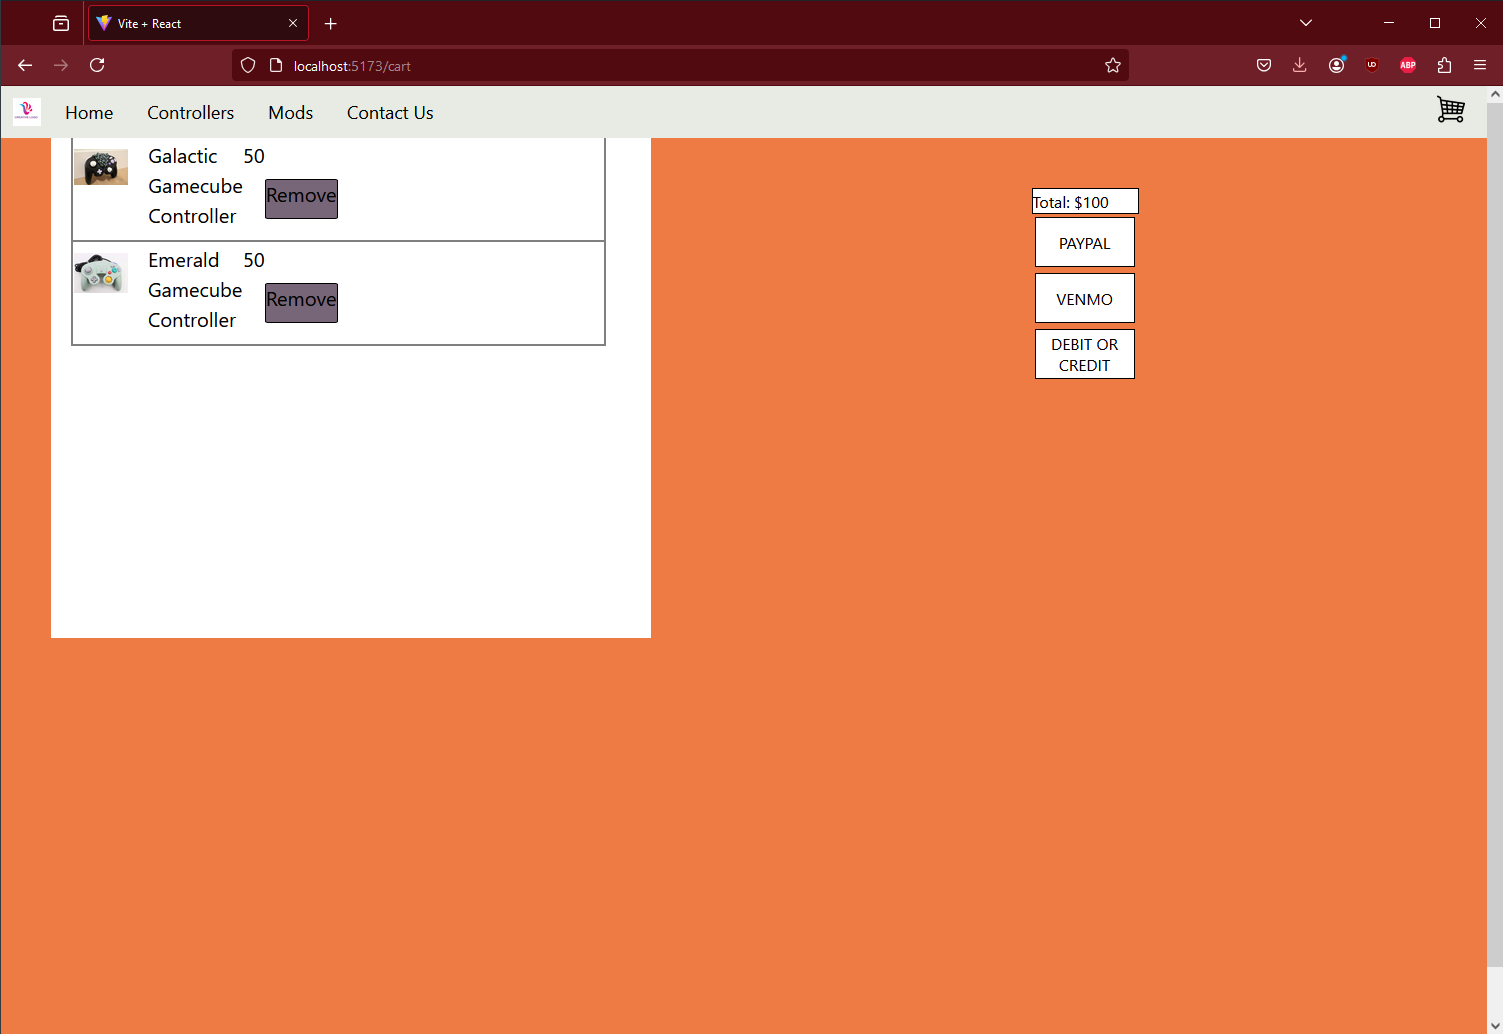 Vite + React
localhost:5173/cart
UO
ABP
Home
Controllers
Mods
Contact Us
Galactic
Gamecube
Controller
50
Remove
Emerald
Gamecube
Controller
50
Remove
Total: $100
PAYPAL
VENMO
DEBIT OR
CREDIT